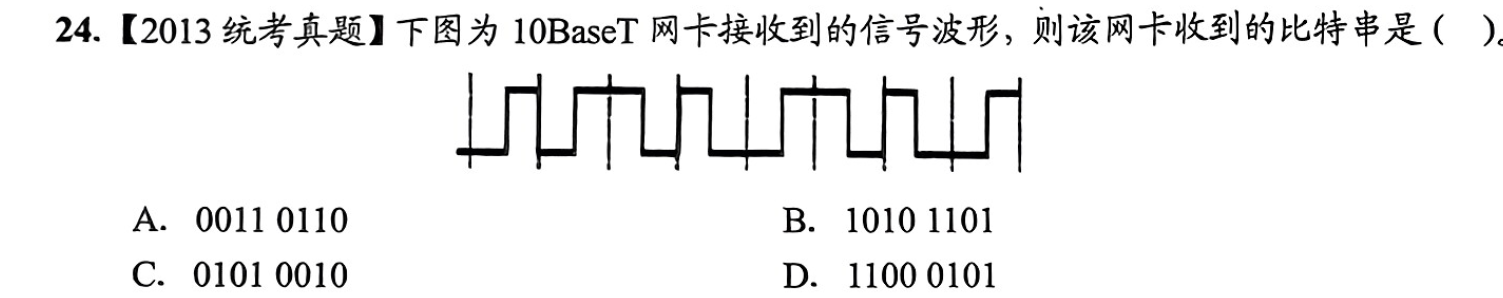 24.【2013 统考真题】下图为 10BaseT 网卡接收到的信号波形，则该网卡收到的比特串是（ ）。
A. 0011 0110 B. 1010 1101
C. 0101 0010 D. 1100 0101